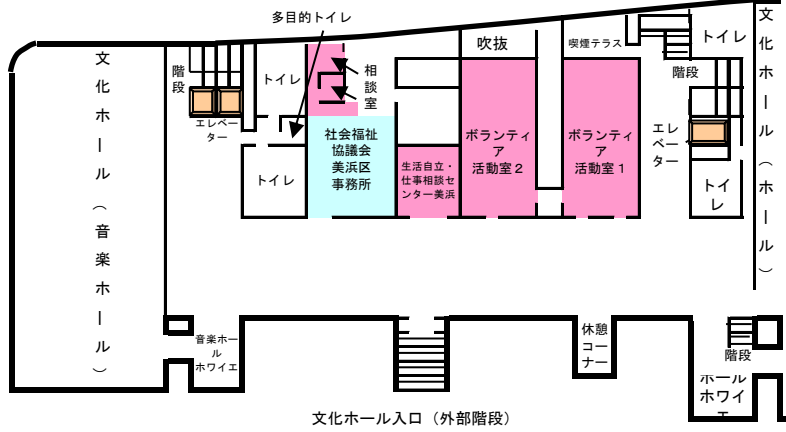 多目的トイレ
文化ホール（音楽ホール）
階段
エレベー
ター
トイレ
トイレ
相談室
社会福祉
協議会
美浜区
事務所
生活自立・
仕事相談セ
ンター美浜
吹抜
ボランティ
ア
活動室２
喫煙テラス
ボランティ
ア
活動室１
トイレ
階段
エレ
ベー
ター
トイ
レ
文化ホール（ホール）
音楽ホー
ル
ホワイエ
休憩
コー
ナー
階段
ホール
ホワイ
エ
文化ホール入口（外部階段）